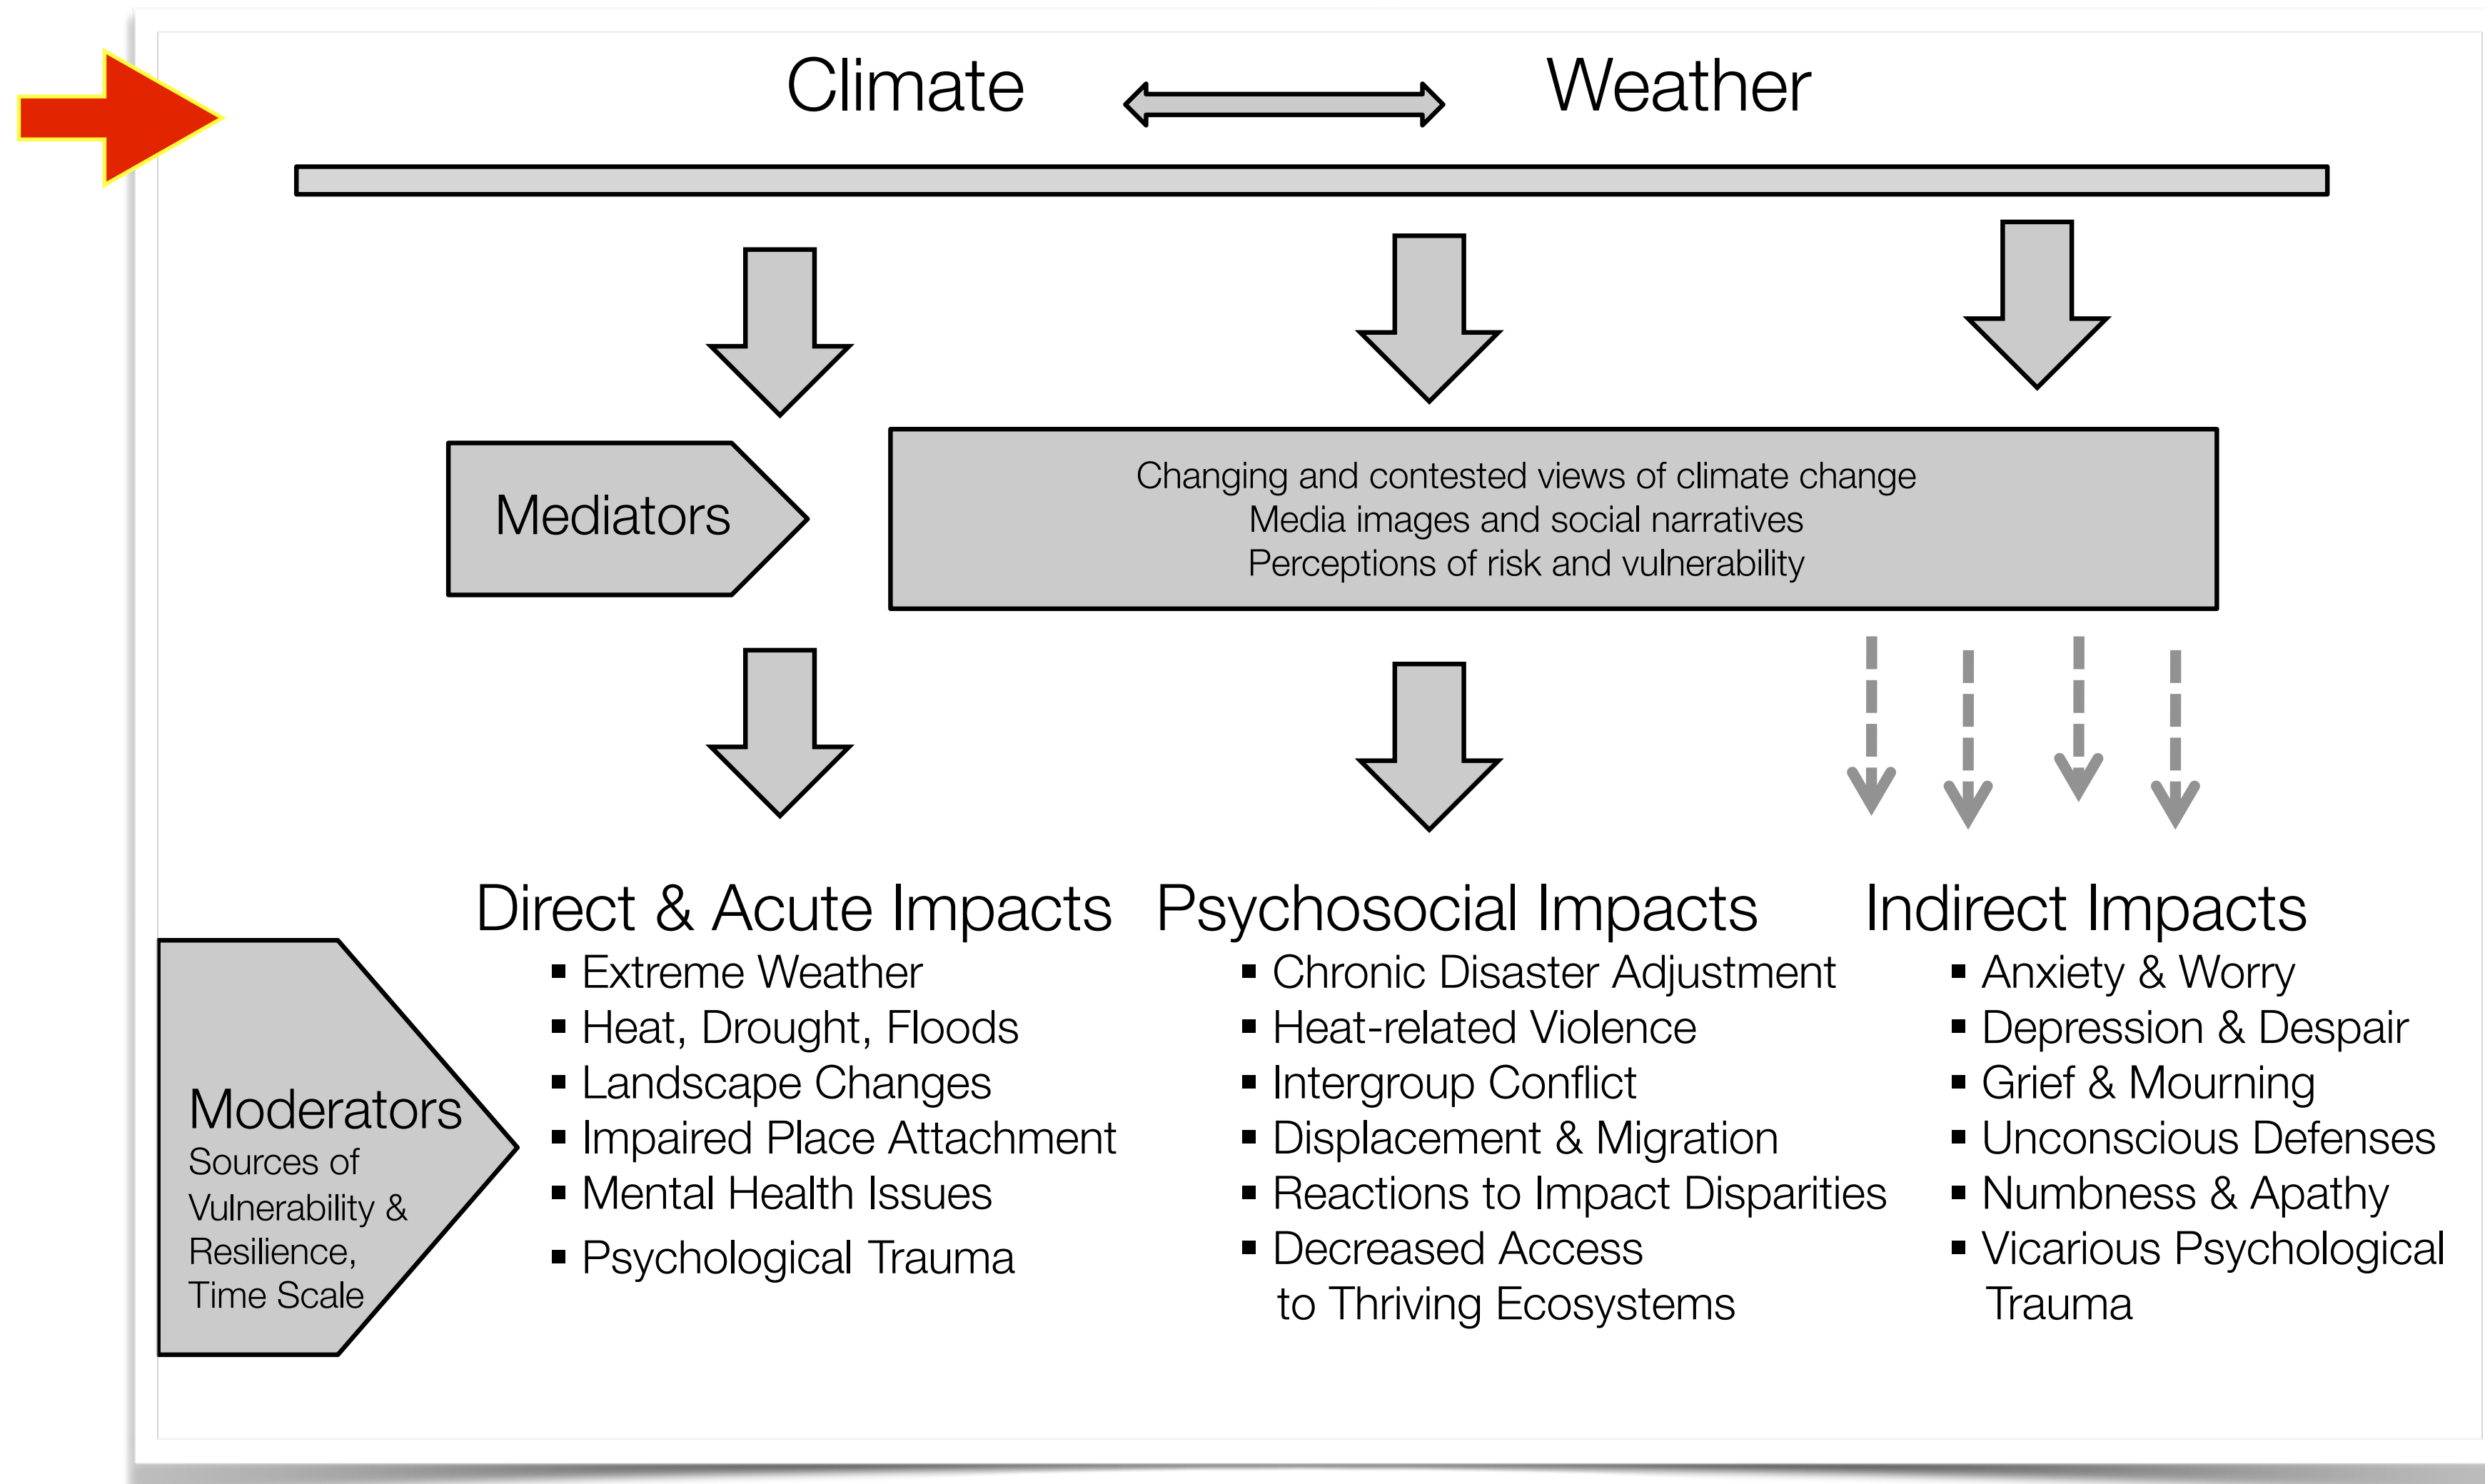 Climate
Weather
Mediators
Changing and contested views of climate change
Media images and social narratives
Perceptions of risk and vulnerability
Moderators
Sources of
Vulnerability &
Resilience,
Time Scale
Direct & Acute Impacts
▪ Extreme Weather
▪ Heat, Drought, Floods
▪ Landscape Changes
▪ Impaired Place Attachment
▪ Mental Health Issues
▪ Psychological Trauma
Psychosocial Impacts
▪ Chronic Disaster Adjustment
▪ Heat-related Violence
▪ Intergroup Conflict
▪ Displacement & Migration
▪ Reactions to Impact Disparities
▪ Decreased Access
to Thriving Ecosystems
Indirect Impacts
▪ Anxiety & Worry
▪ Depression & Despair
▪ Grief & Mourning
▪ Unconscious Defenses
▪ Numbness & Apathy
▪ Vicarious Psychological
Trauma